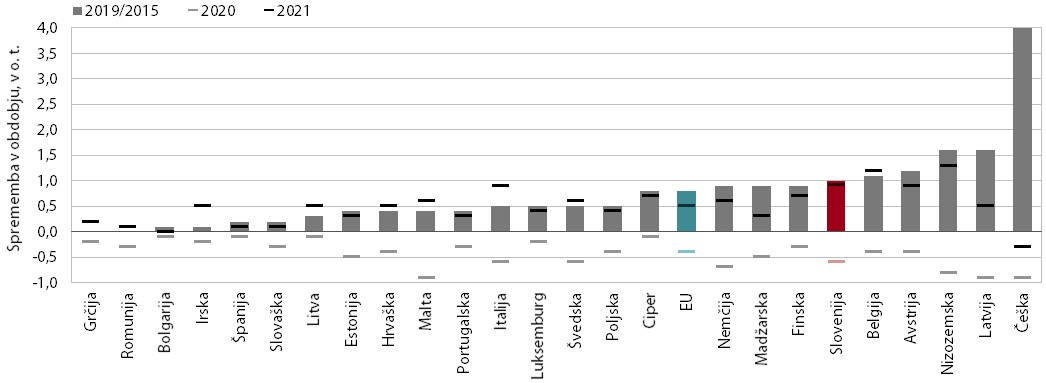 2019/2015 2020 2021
Sprememba v obdobju, v o. t.
4,0
3,5
3,0
2,5
2,0
1,5
1,0
0,5
0,0
-0,5
-1,0
Grčija
Romunija
Bolgarija
Irska
Španija
Slovaška
Litva
Estonija
Hrvaška
Malta
Portugalska
Italija
Luksemburg
Švedska
Poljska
Ciper
EU
Nemčija
Madžarska
Finska
Slovenija
Belgija
Avstrija
Nizozemska
Latvija
Češka